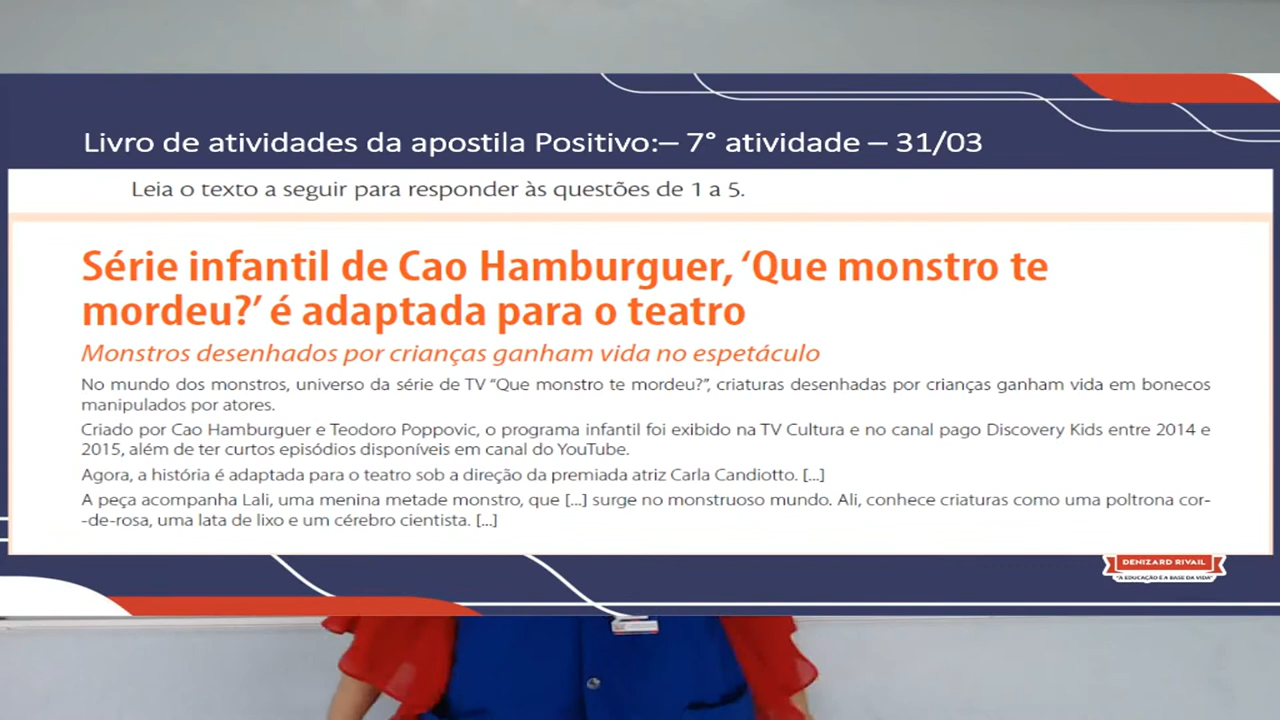 Livro de atividades da apostila Positivo:– 7° atividade – 31/03
Leia o texto a seguir para responder às questões de 1 a 5.
Série infantil de Cao Hamburguer, ‘Que monstro te
mordeu?’ é adaptada para o teatro
Monstros desenhados por crianças ganham vida no espetáculo
No mundo dos monstros, universo da série de TV “Que monstro te mordeu?”, criaturas desenhadas por crianças ganham vida em bonecos
manipulados por atores.
Criado por Cao Hamburguer e Teodoro Poppovic, o programa infantil foi exibido na TV Cultura e no canal pago Discovery Kids entre 2014 e
2015, além de ter curtos episódios disponíveis em canal do YouTube.
Agora, a história é adaptada para o teatro sob a direção da premiada atriz Carla Candiotto. [...]
A peça acompanha Lali, uma menina metade monstro, que [...] surge no monstruoso mundo. Ali, conhece criaturas como uma poltrona cor-
-de-rosa, uma lata de lixo e um cérebro cientista. [...]
DENIZARD RIVAIL
"A EDUCAÇÃO É A BASE DA VIDA"